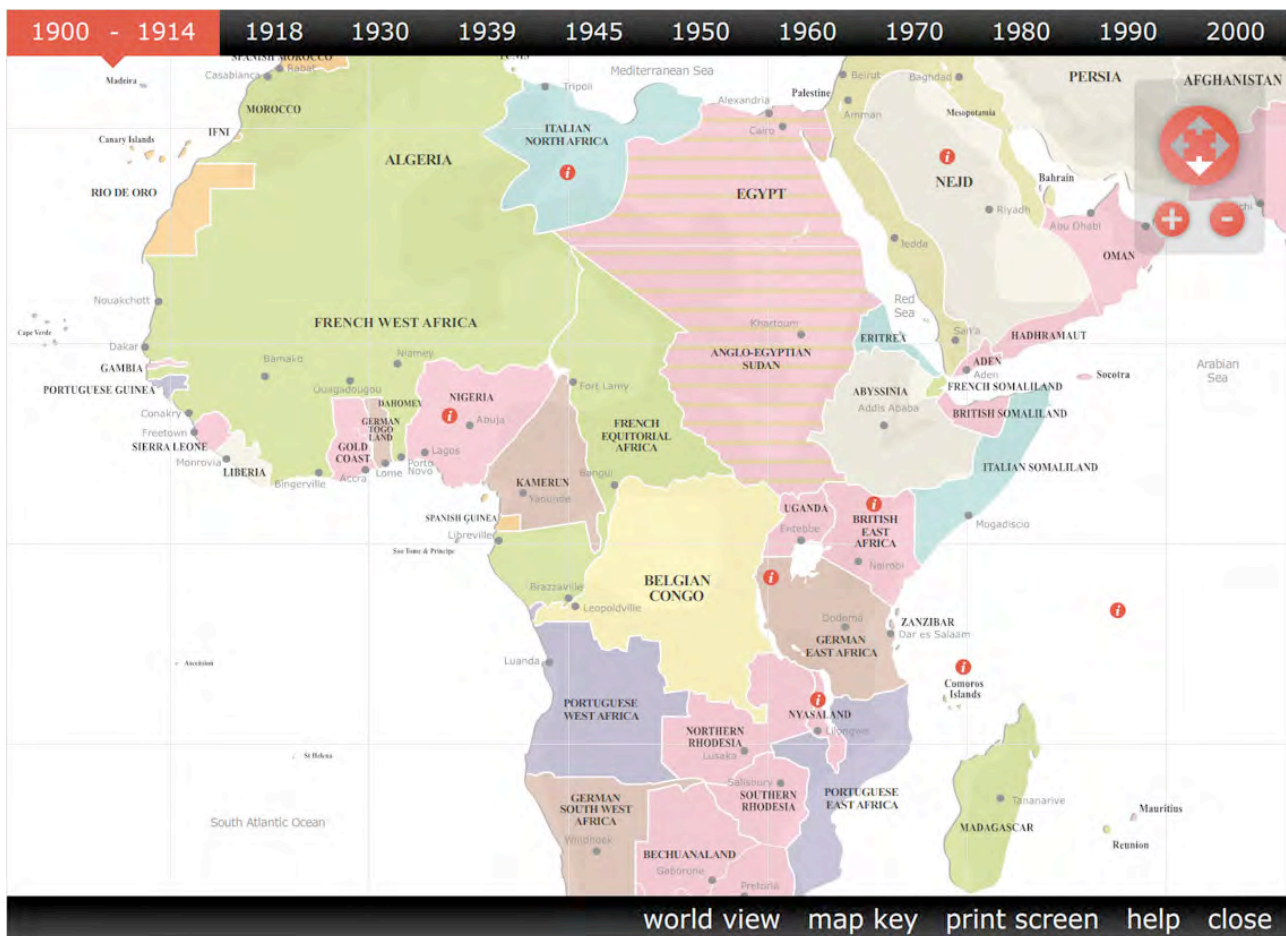 1900 - 1914 1918 1930 1939 1945 1950 1960 1970 1980 1990 2000
SPANISH MOROCCO
Rabat
Casabianca
Madeira
MOROCCO
IFNI
Canary Islands
RIO DE ORO
ALGERIA
TUNIS
Tripoli
Mediterranean Sea
ITALIAN
NORTH AFRICA
i
Alexandria
Cairo
Palestine
Beirut
Amman
Baghdad
Mesopotamia
PERSIA
AFGHANISTAN
EGYPT
i
NEJD
Bahrain
Riyadh
Abu Dhabi
+ -
OMAN
Jedda
Red
Sea
Nouakchott
Cape Verde
Dakar
FRENCH WEST AFRICA
GAMBIA
PORTUGUESE GUINEA
Bamako
Niamey
Ouagadougou
Conakry
Freetown
SIERRA LEONE
Monrovia
LIBERIA
Bingerville
GOLD
COAST
Accra
GERMAN
TOGO
LAND
Lome
DAHOMEY
Porto
Novo
NIGERIA
i
Abuja
Lagos
Fort Lamy
FRENCH
EQUITORIAL
AFRICA
Bangui
KAMERUN
Yaounde
SPANISH GUINEA
Libreville
Sao Tome & Principe
Khartoum
ANGLO-EGYPTIAN
SUDAN
ERITREA
San'a
HADHRAMAUT
ADEN
Aden
Socotra
Arabian
Sea
ABYSSINIA
Addis Ababa
FRENCH SOMALILAND
BRITISH SOMALILAND
ITALIAN SOMALILAND
Mogadiscio
UGANDA
Entebbe
i
BRITISH
EAST
AFRICA
Nairobi
Brazzaville
Leopoldville
BELGIAN
CONGO
i
Dodoma
GERMAN
EAST AFRICA
ZANZIBAR
Dar es Salaam
i
i
Comoros
Islands
Ascension
Luanda
PORTUGUESE
WEST AFRICA
i
NYASALAND
Lilongwe
NORTHERN
RHODESIA
Lusaka
St Helena
Salisbury
SOUTHERN
RHODESIA
PORTUGUESE
EAST AFRICA
GERMAN
SOUTH WEST
AFRICA
Windhoek
South Atlantic Ocean
BECHUANALAND
Gaborone
Pretoria
Tananarive
MADAGASCAR
Mauritius
Reunion
world view map key print screen help close